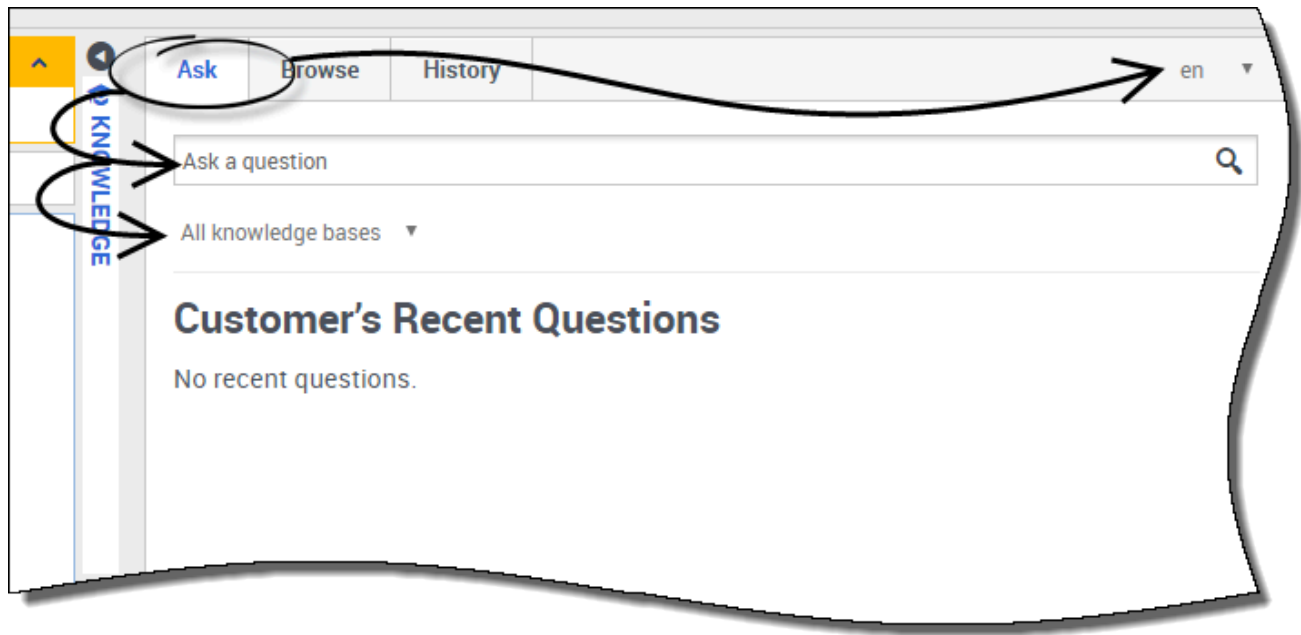 KNOWLEDGE
Ask Browse History en
Ask a question
All knowledge bases
Customer's Recent Questions
No recent questions.